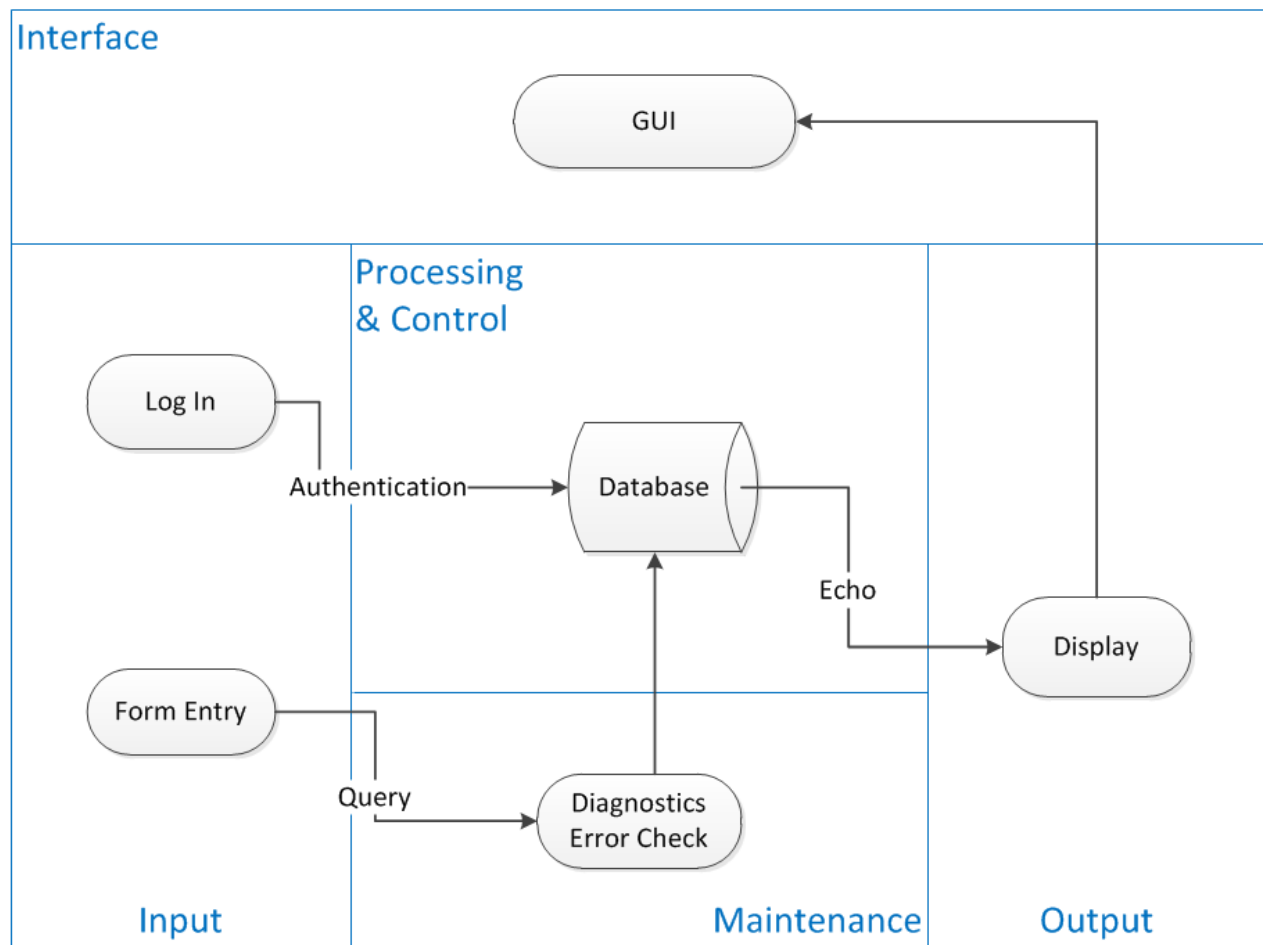 Interface
GUI
Processing
& Control
Log In
Authentication
Database
Echo
Display
Form Entry
Query
Diagnostics
Error Check
Input
Maintenance
Output